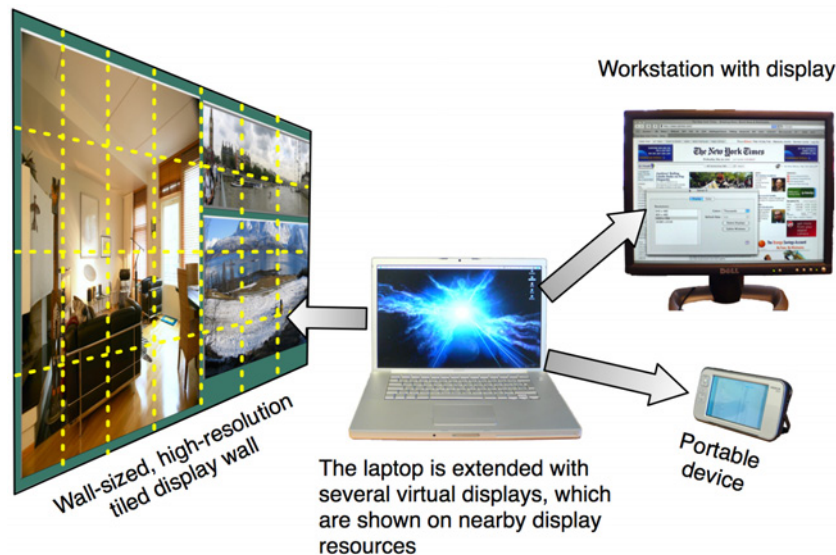 Workstation with display
The New York Times
DELL
Wall-sized, high-resolution
tiled display wall
The laptop is extended with
several virtual displays, which
are shown on nearby display
resources
Portable
device